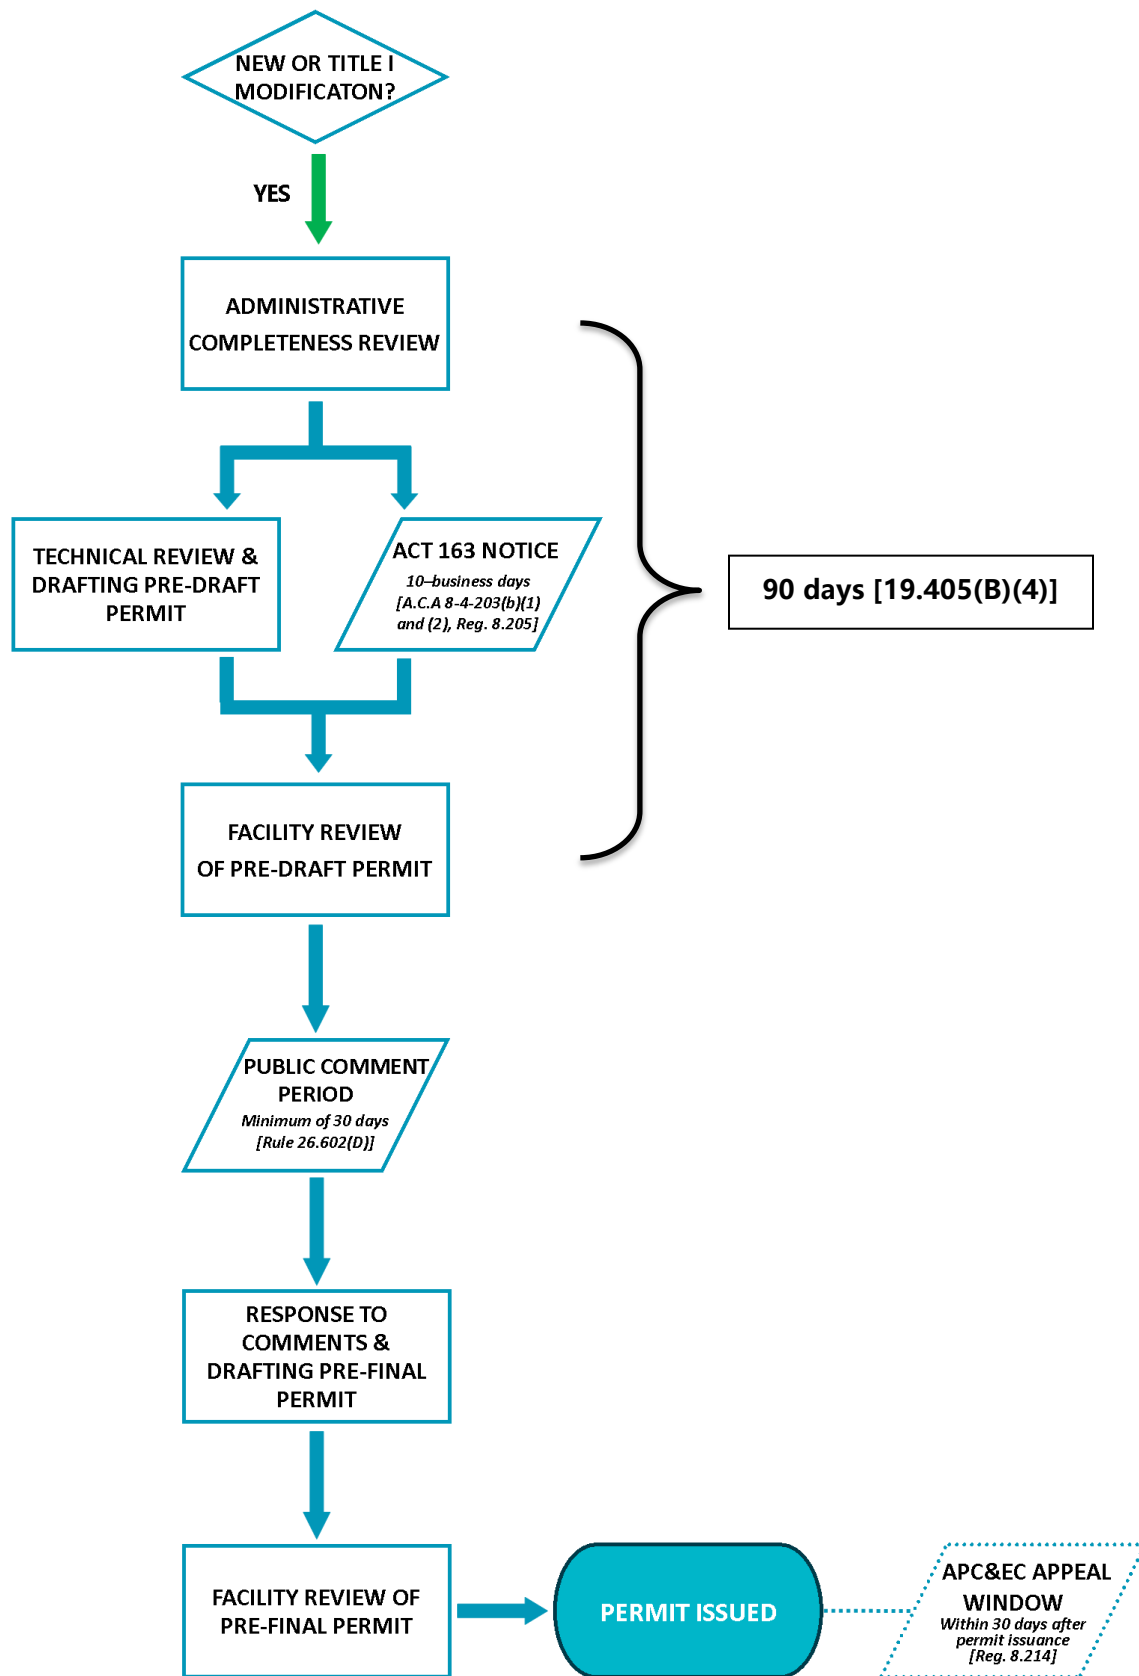 NEW OR TITLE I
MODIFICATON?
YES
ADMINISTRATIVE
COMPLETENESS REVIEW
TECHNICAL REVIEW &
DRAFTING PRE-DRAFT
PERMIT
ACT 163 NOTICE
10–business days
[A.C.A 8-4-203(b)(1)
and (2), Reg. 8.205]
90 days [19.405(B)(4)]
FACILITY REVIEW
OF PRE-DRAFT PERMIT
PUBLIC COMMENT
PERIOD
Minimum of 30 days
[Rule 26.602(D)]
RESPONSE TO
COMMENTS &
DRAFTING PRE-FINAL
PERMIT
FACILITY REVIEW OF
PRE-FINAL PERMIT
PERMIT ISSUED
APC&EC APPEAL
WINDOW
Within 30 days after
permit issuance
[Reg. 8.214]